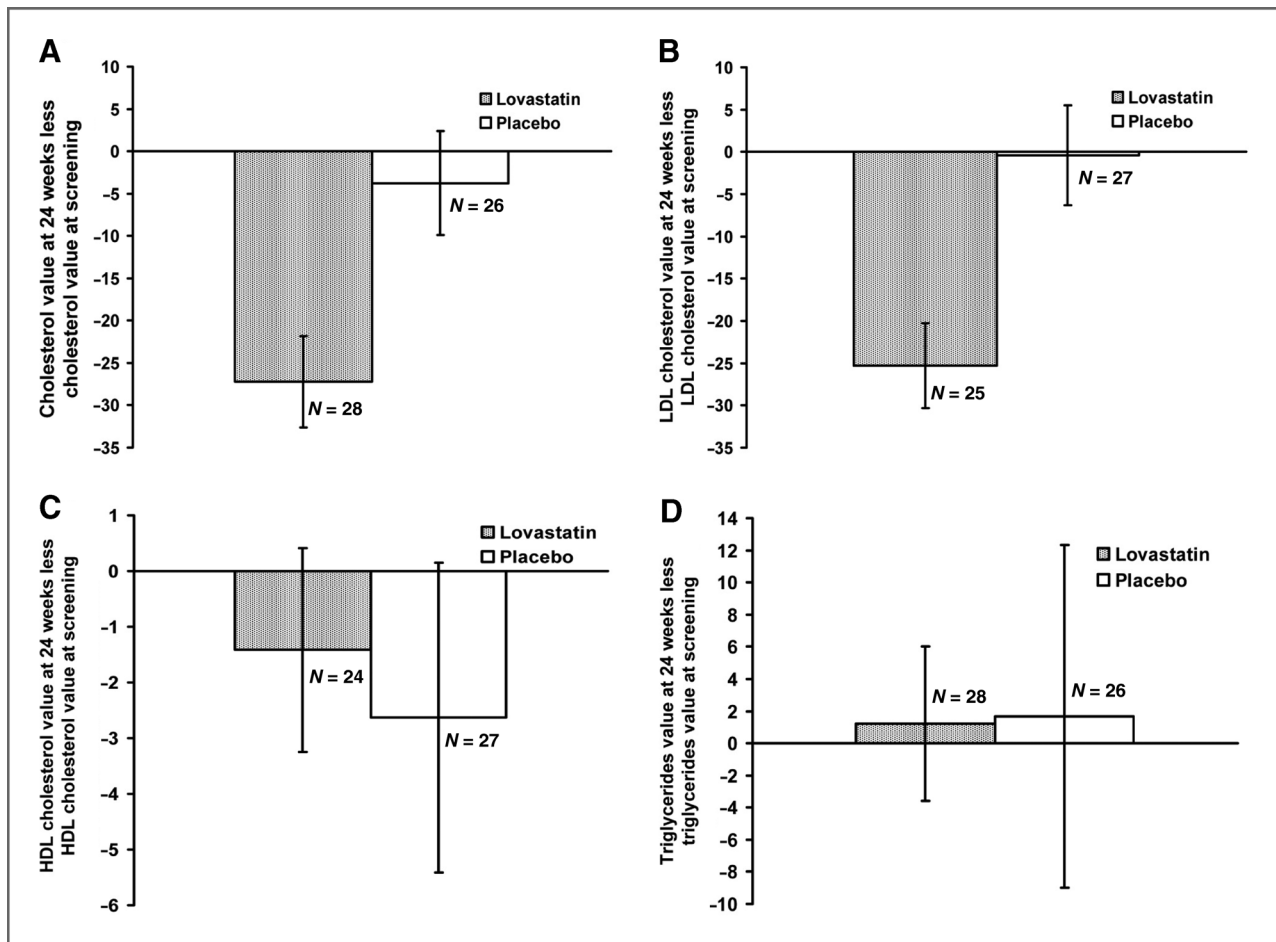 A
Cholesterol value at 24 weeks less
cholesterol value at screening
10
5
0
–5
–10
–15
–20
–25
–30
–35
Lovastatin
Placebo
N = 26
N = 28
B
LDL cholesterol value at 24 weeks less
LDL cholesterol value at screening
10
5
0
–5
–10
–15
–20
–25
–30
–35
Lovastatin
Placebo
N = 27
N = 25
C
HDL cholesterol value at 24 weeks less
HDL cholesterol value at screening
1
0
–1
–2
–3
–4
–5
–6
Lovastatin
Placebo
N = 24
N = 27
D
Triglycerides value at 24 weeks less
triglycerides value at screening
14
12
10
8
6
4
2
0
–2
–4
–6
–8
–10
Lovastatin
Placebo
N = 28
N = 26